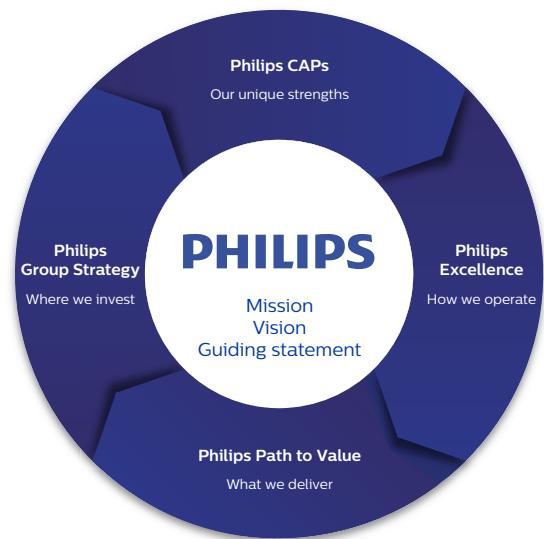 Philips CAPs
Our unique strengths
Philips
Group Strategy
Where we invest
PHILIPS
Mission
Vision
Guiding statement
Philips
Excellence
How we operate
Philips Path to Value
What we deliver